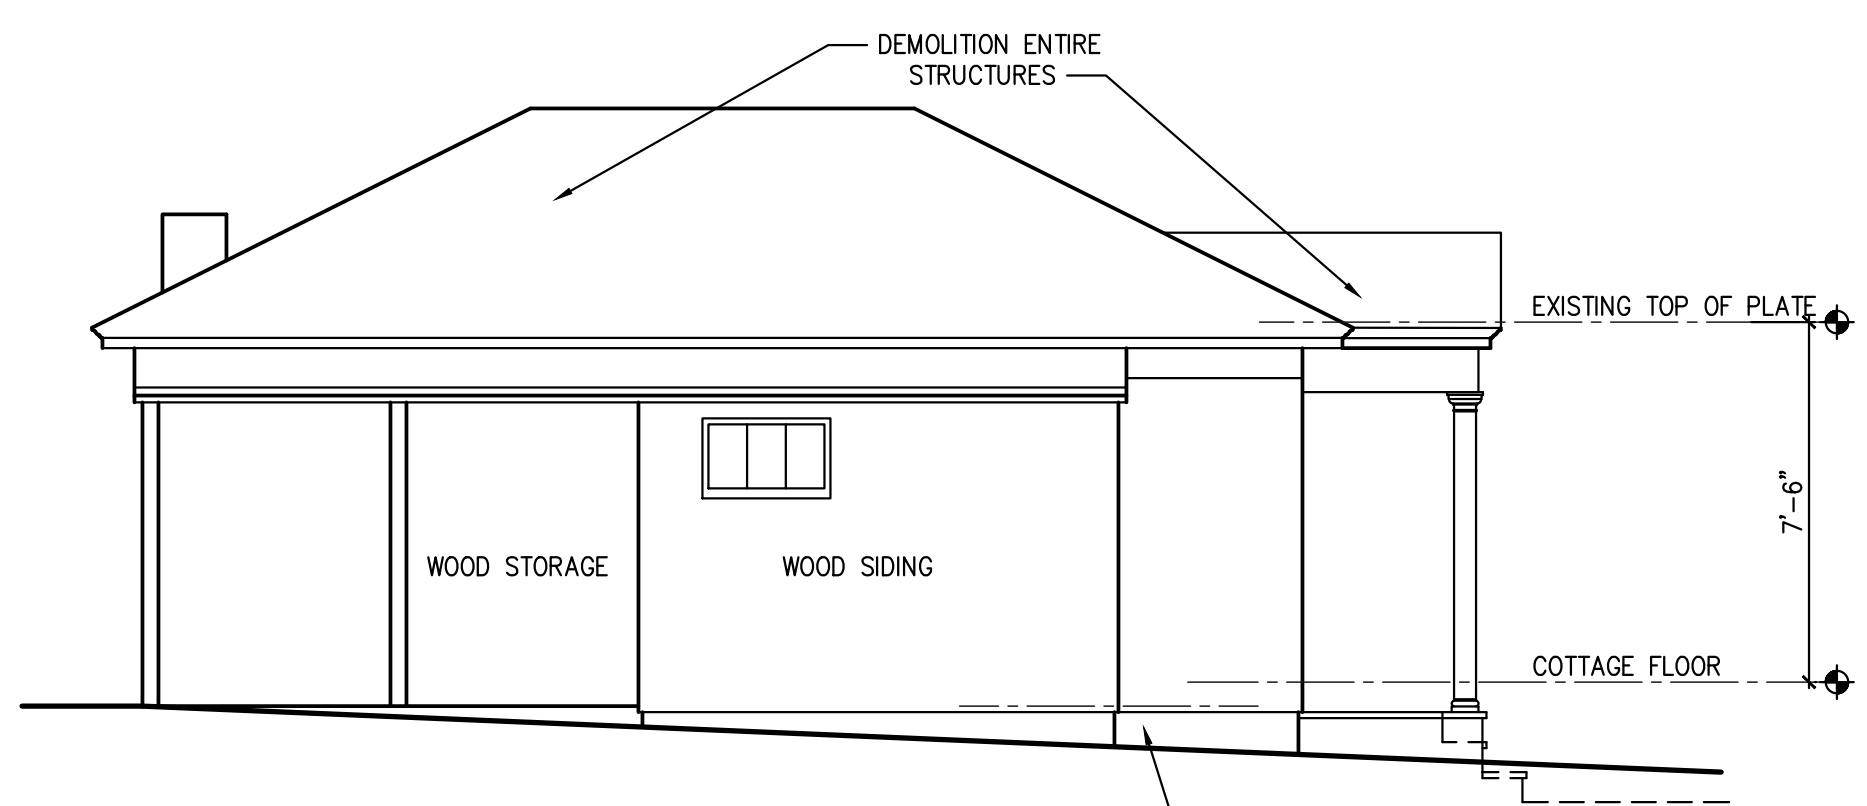 DEMOLITION ENTIRE
STRUCTURES
EXISTING TOP OF PLATE
7'-6"
WOOD STORAGE
WOOD SIDING
COTTAGE FLOOR